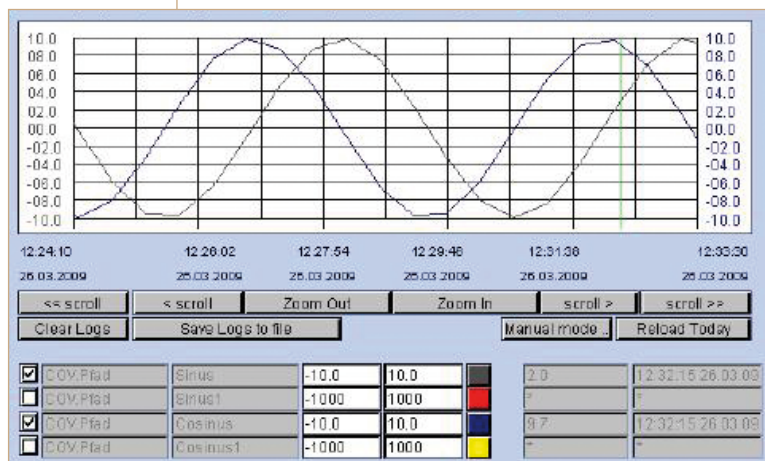 10.0 10.0
08.0 08.0
06.0 06.0
04.0 04.0
02.0 02.0
00.0 00.0
-02.0 -02.0
-04.0 -04.0
-06.0 -06.0
-08.0 -08.0
-10.0 -10.0
12:24:10 12:26:02 12:27:54 12:29:46 12:31:38 12:33:30
26.03.2009 26.03.2009 26.03.2009 26.03.2009 26.03.2009 26.03.2009
<< scroll < scroll Zoom Out Zoom In scroll > scroll >>
Clear Logs Save Logs to file Manual mode .. Reload Today
COV.Pfad Sinus -10.0 10.0 2.0 12:32:15 26.03.09
COV.Pfad Sinus1 -1000 1000 * *
COV.Pfad Cosinus -10.0 10.0 9.7 12:32:15 26.03.09
COV.Pfad Cosinus1 -1000 1000 * *